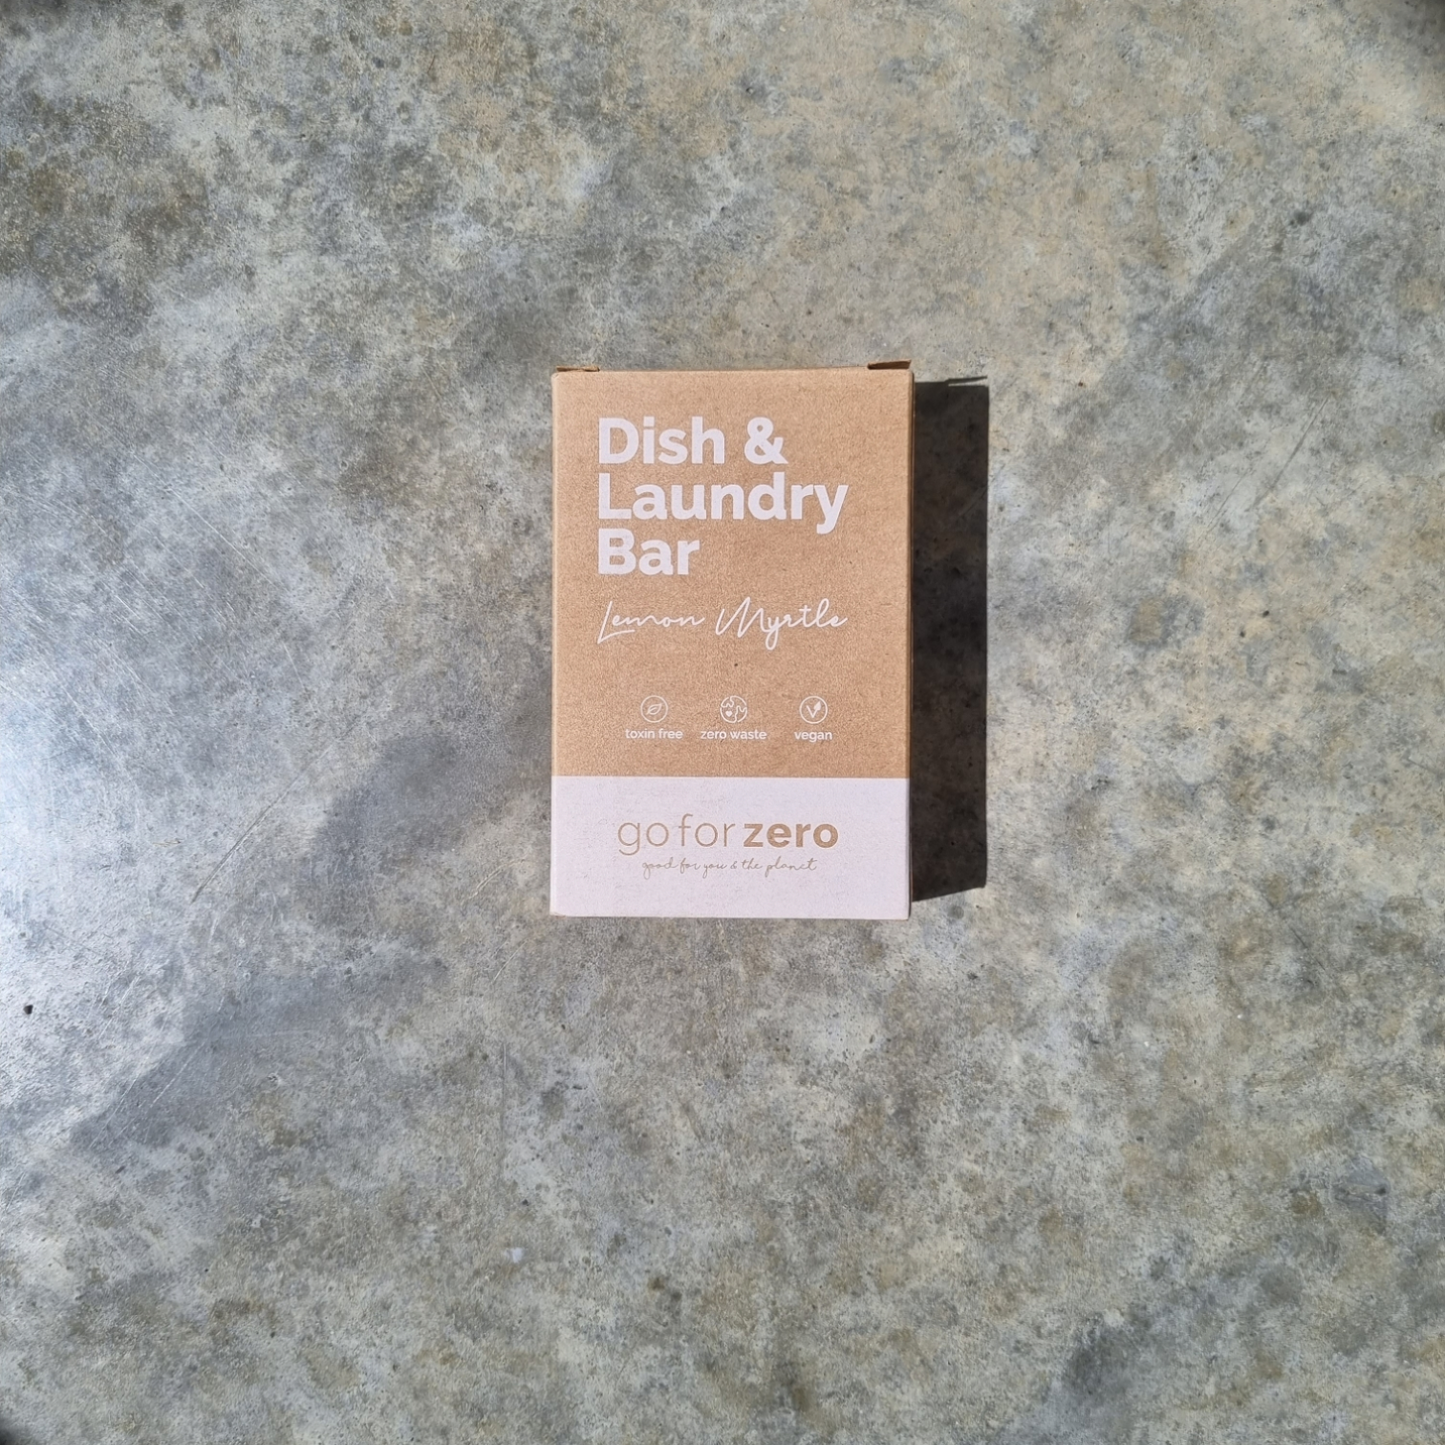 Dish &
Laundry
Bar
Lemon Myrtle
toxin free zero waste vegan
go for zero
good for you & the planet